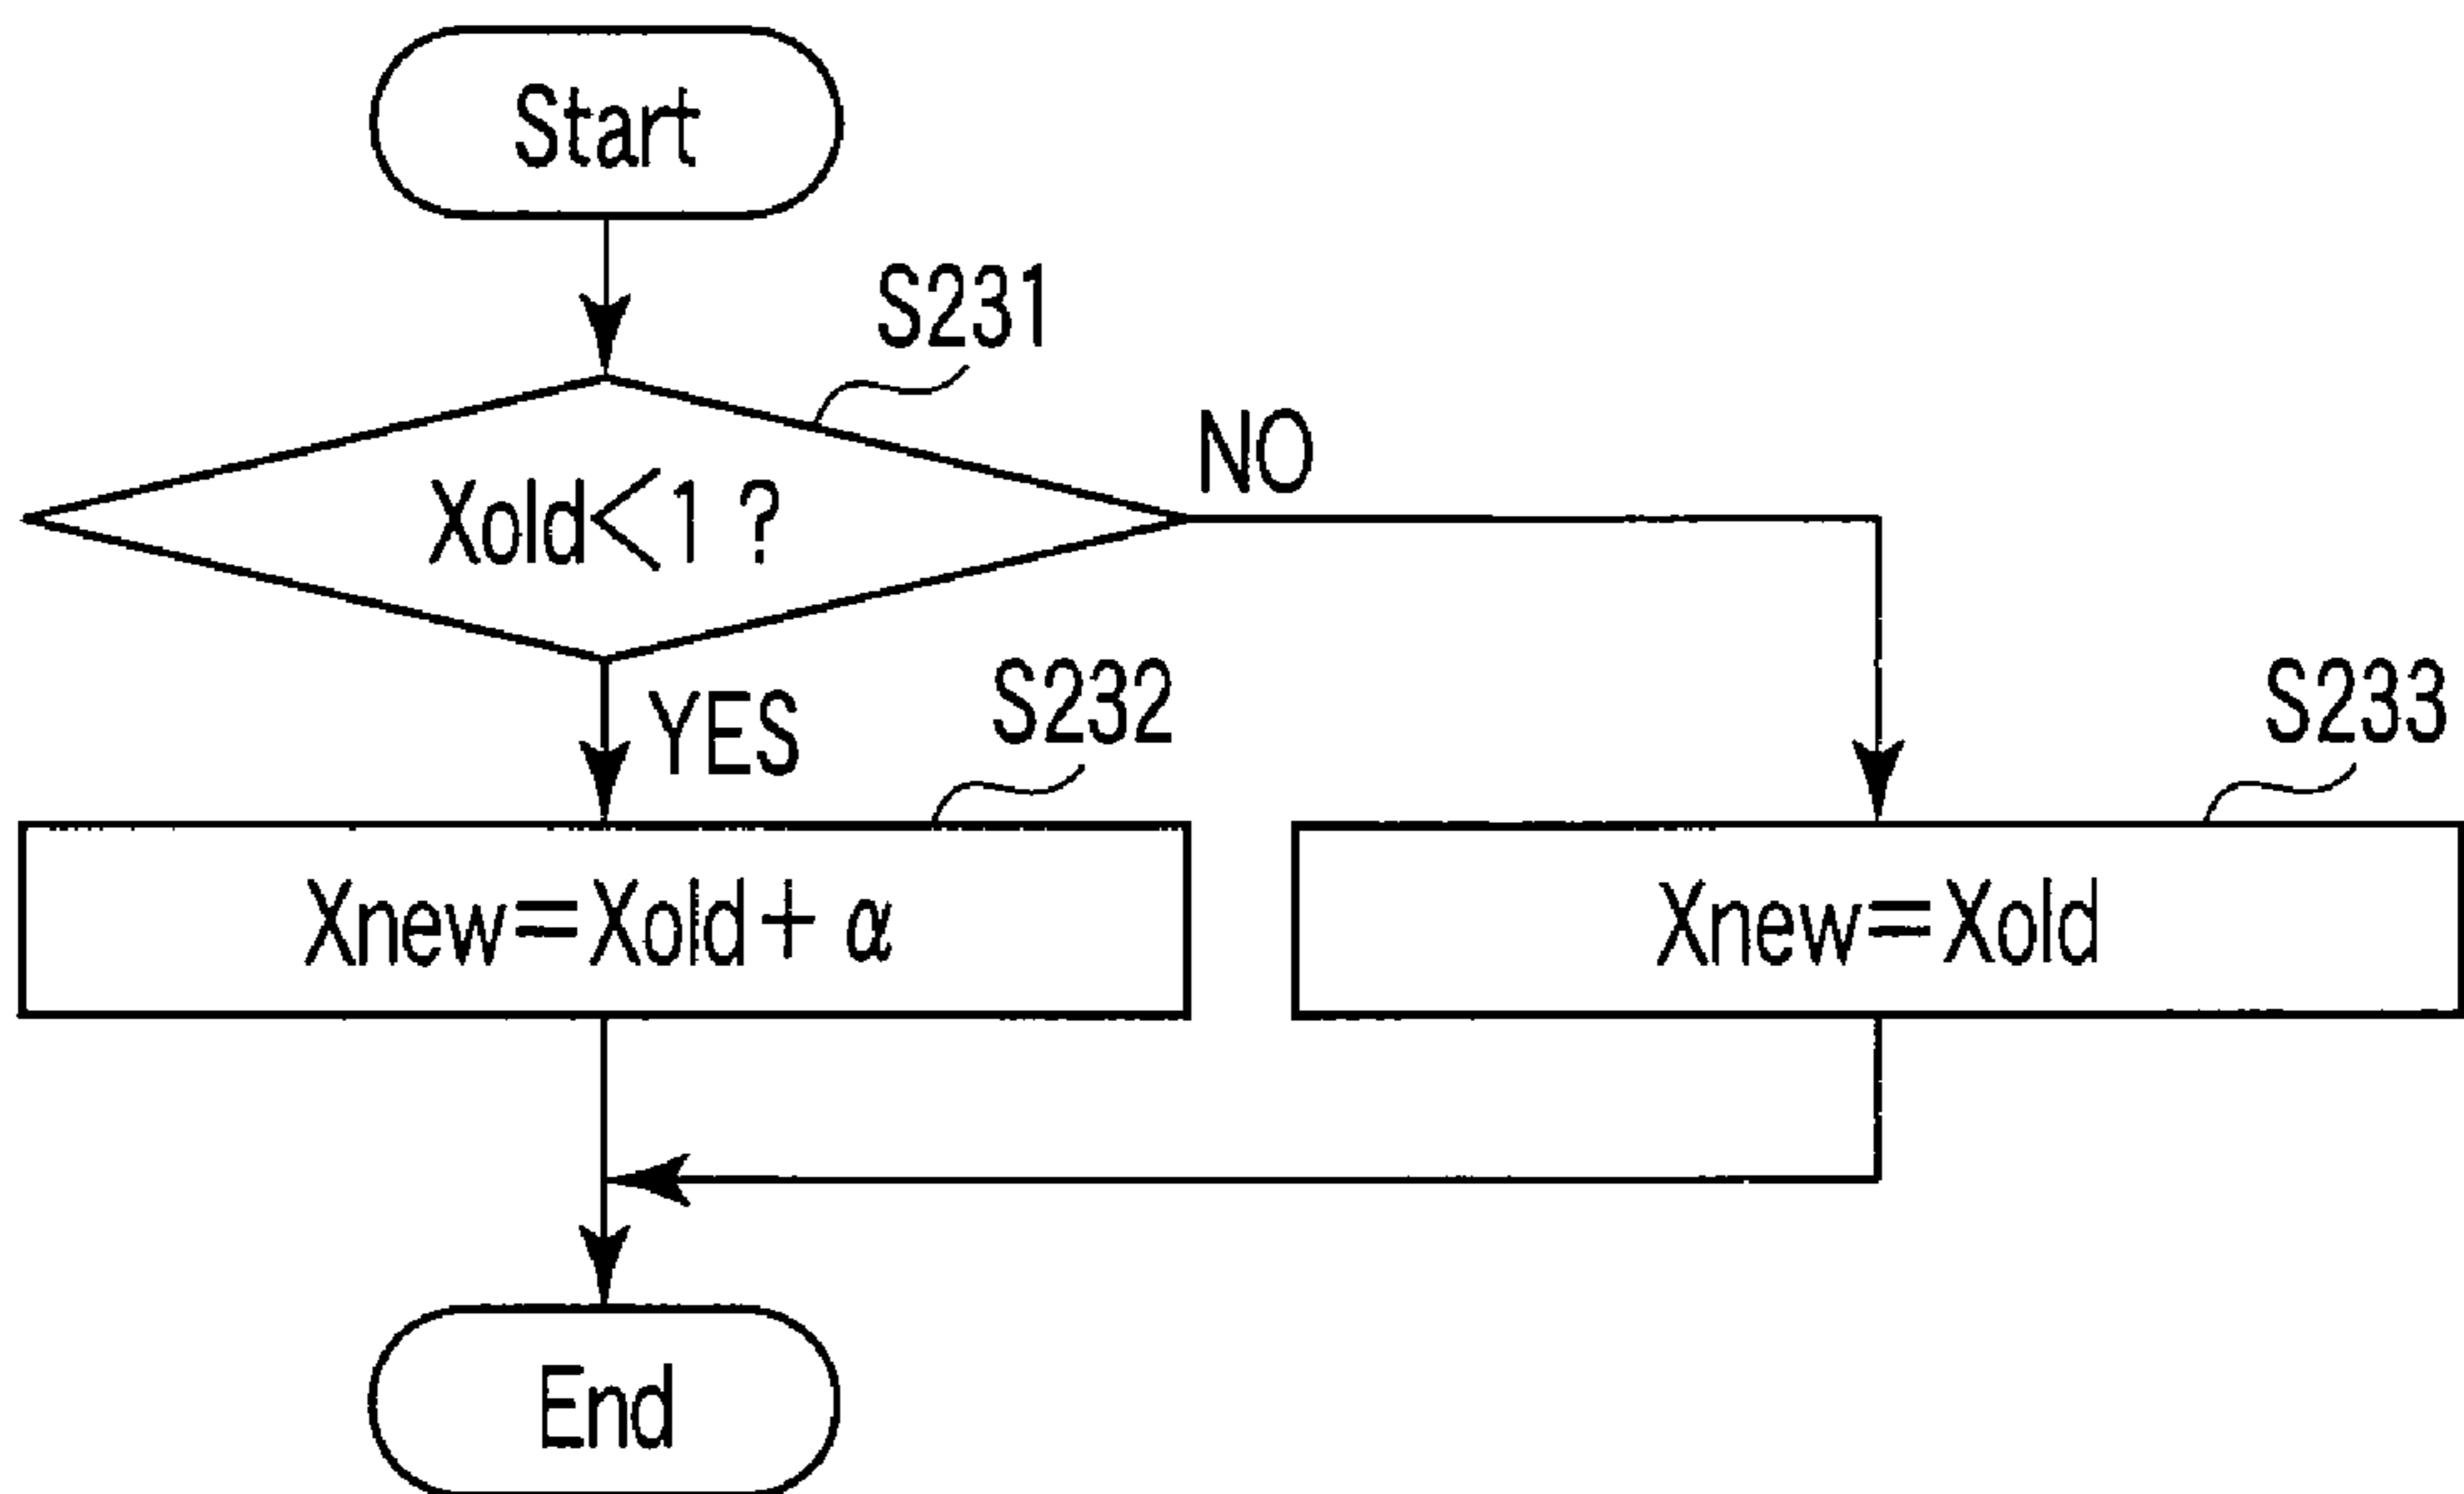 Start
S231
Xold<1 ?
NO
YES
S232
S233
Xnew=Xold+ α
Xnew=Xold
End